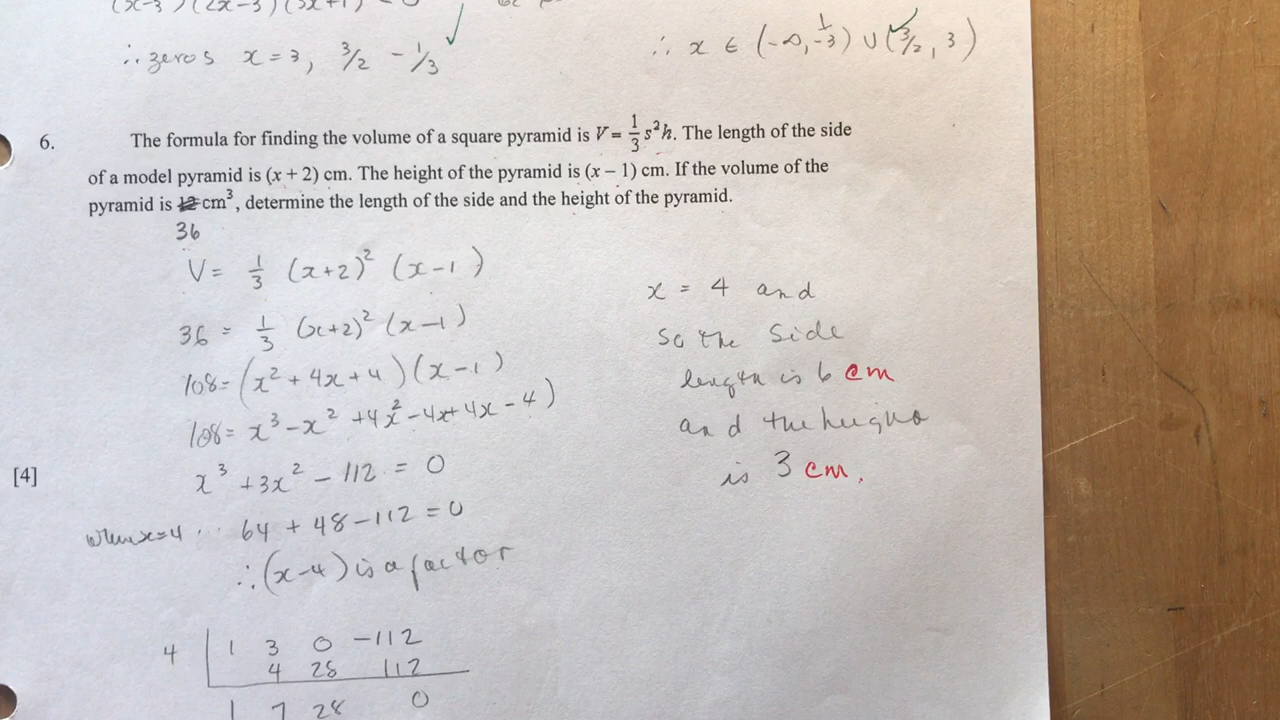 (x-3)(2x-3)(3x+1)
∴ zeros x = 3, 3/2 -1/3
∴ x ∈ (-∞, -1/3) ∪ (3/2, 3)
6. The formula for finding the volume of a square pyramid is V = 1/3 s²h. The length of the side
of a model pyramid is (x + 2) cm. The height of the pyramid is (x – 1) cm. If the volume of the
pyramid is 12 cm³, determine the length of the side and the height of the pyramid.
36
V = 1/3 (x+2)² (x-1)
36 = 1/3 (x+2)² (x-1)
108 = (x² + 4x + 4)(x-1)
108 = x³ - x² + 4x² - 4x + 4x - 4)
[4]
x³ + 3x² - 112 = 0
when x=4 .. 64 + 48 - 112 = 0
∴ (x-4) is a factor
4 | 1 3 0 -112
4 28 112
1 7 28 0
x = 4 and
so the side
length is 6 cm
and the height
is 3 cm.